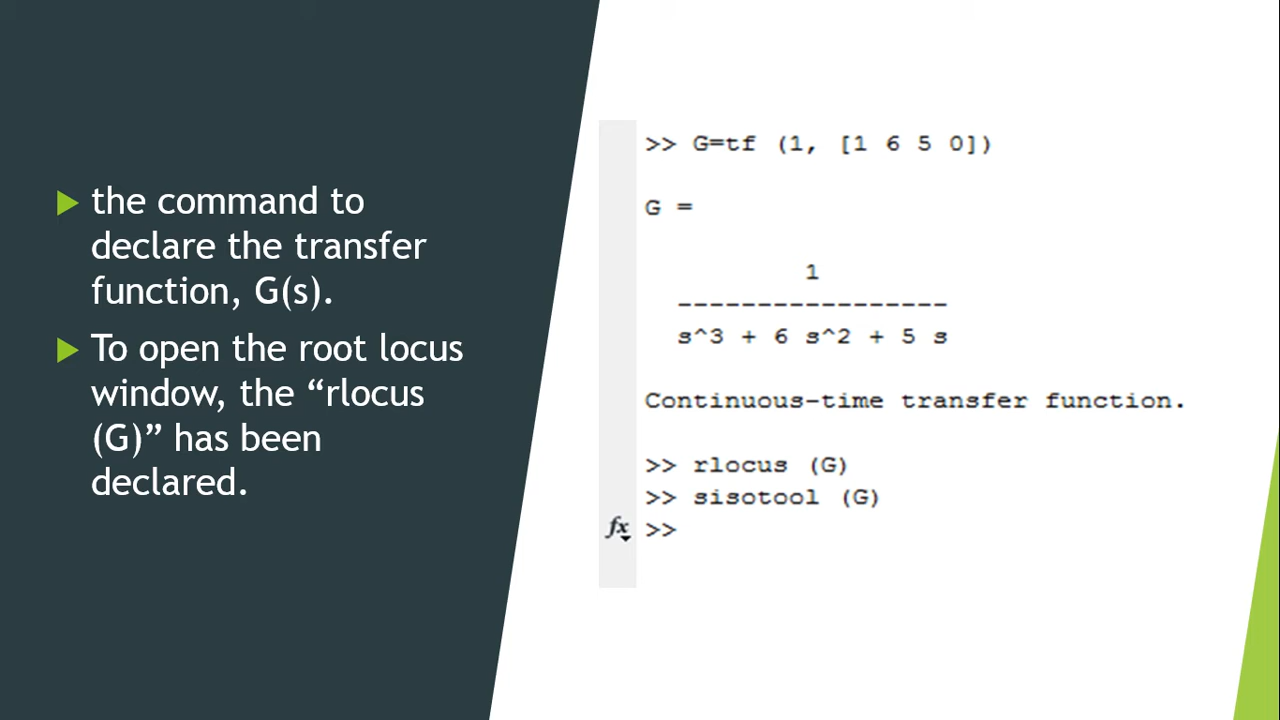 the command to
declare the transfer
function, G(s).
To open the root locus
window, the “rlocus
(G)” has been
declared.
>> G=tf (1, [1 6 5 0])
G =
1
-----------------
s^3 + 6 s^2 + 5 s
Continuous-time transfer function.
>> rlocus (G)
>> sisotool (G)
fx >>